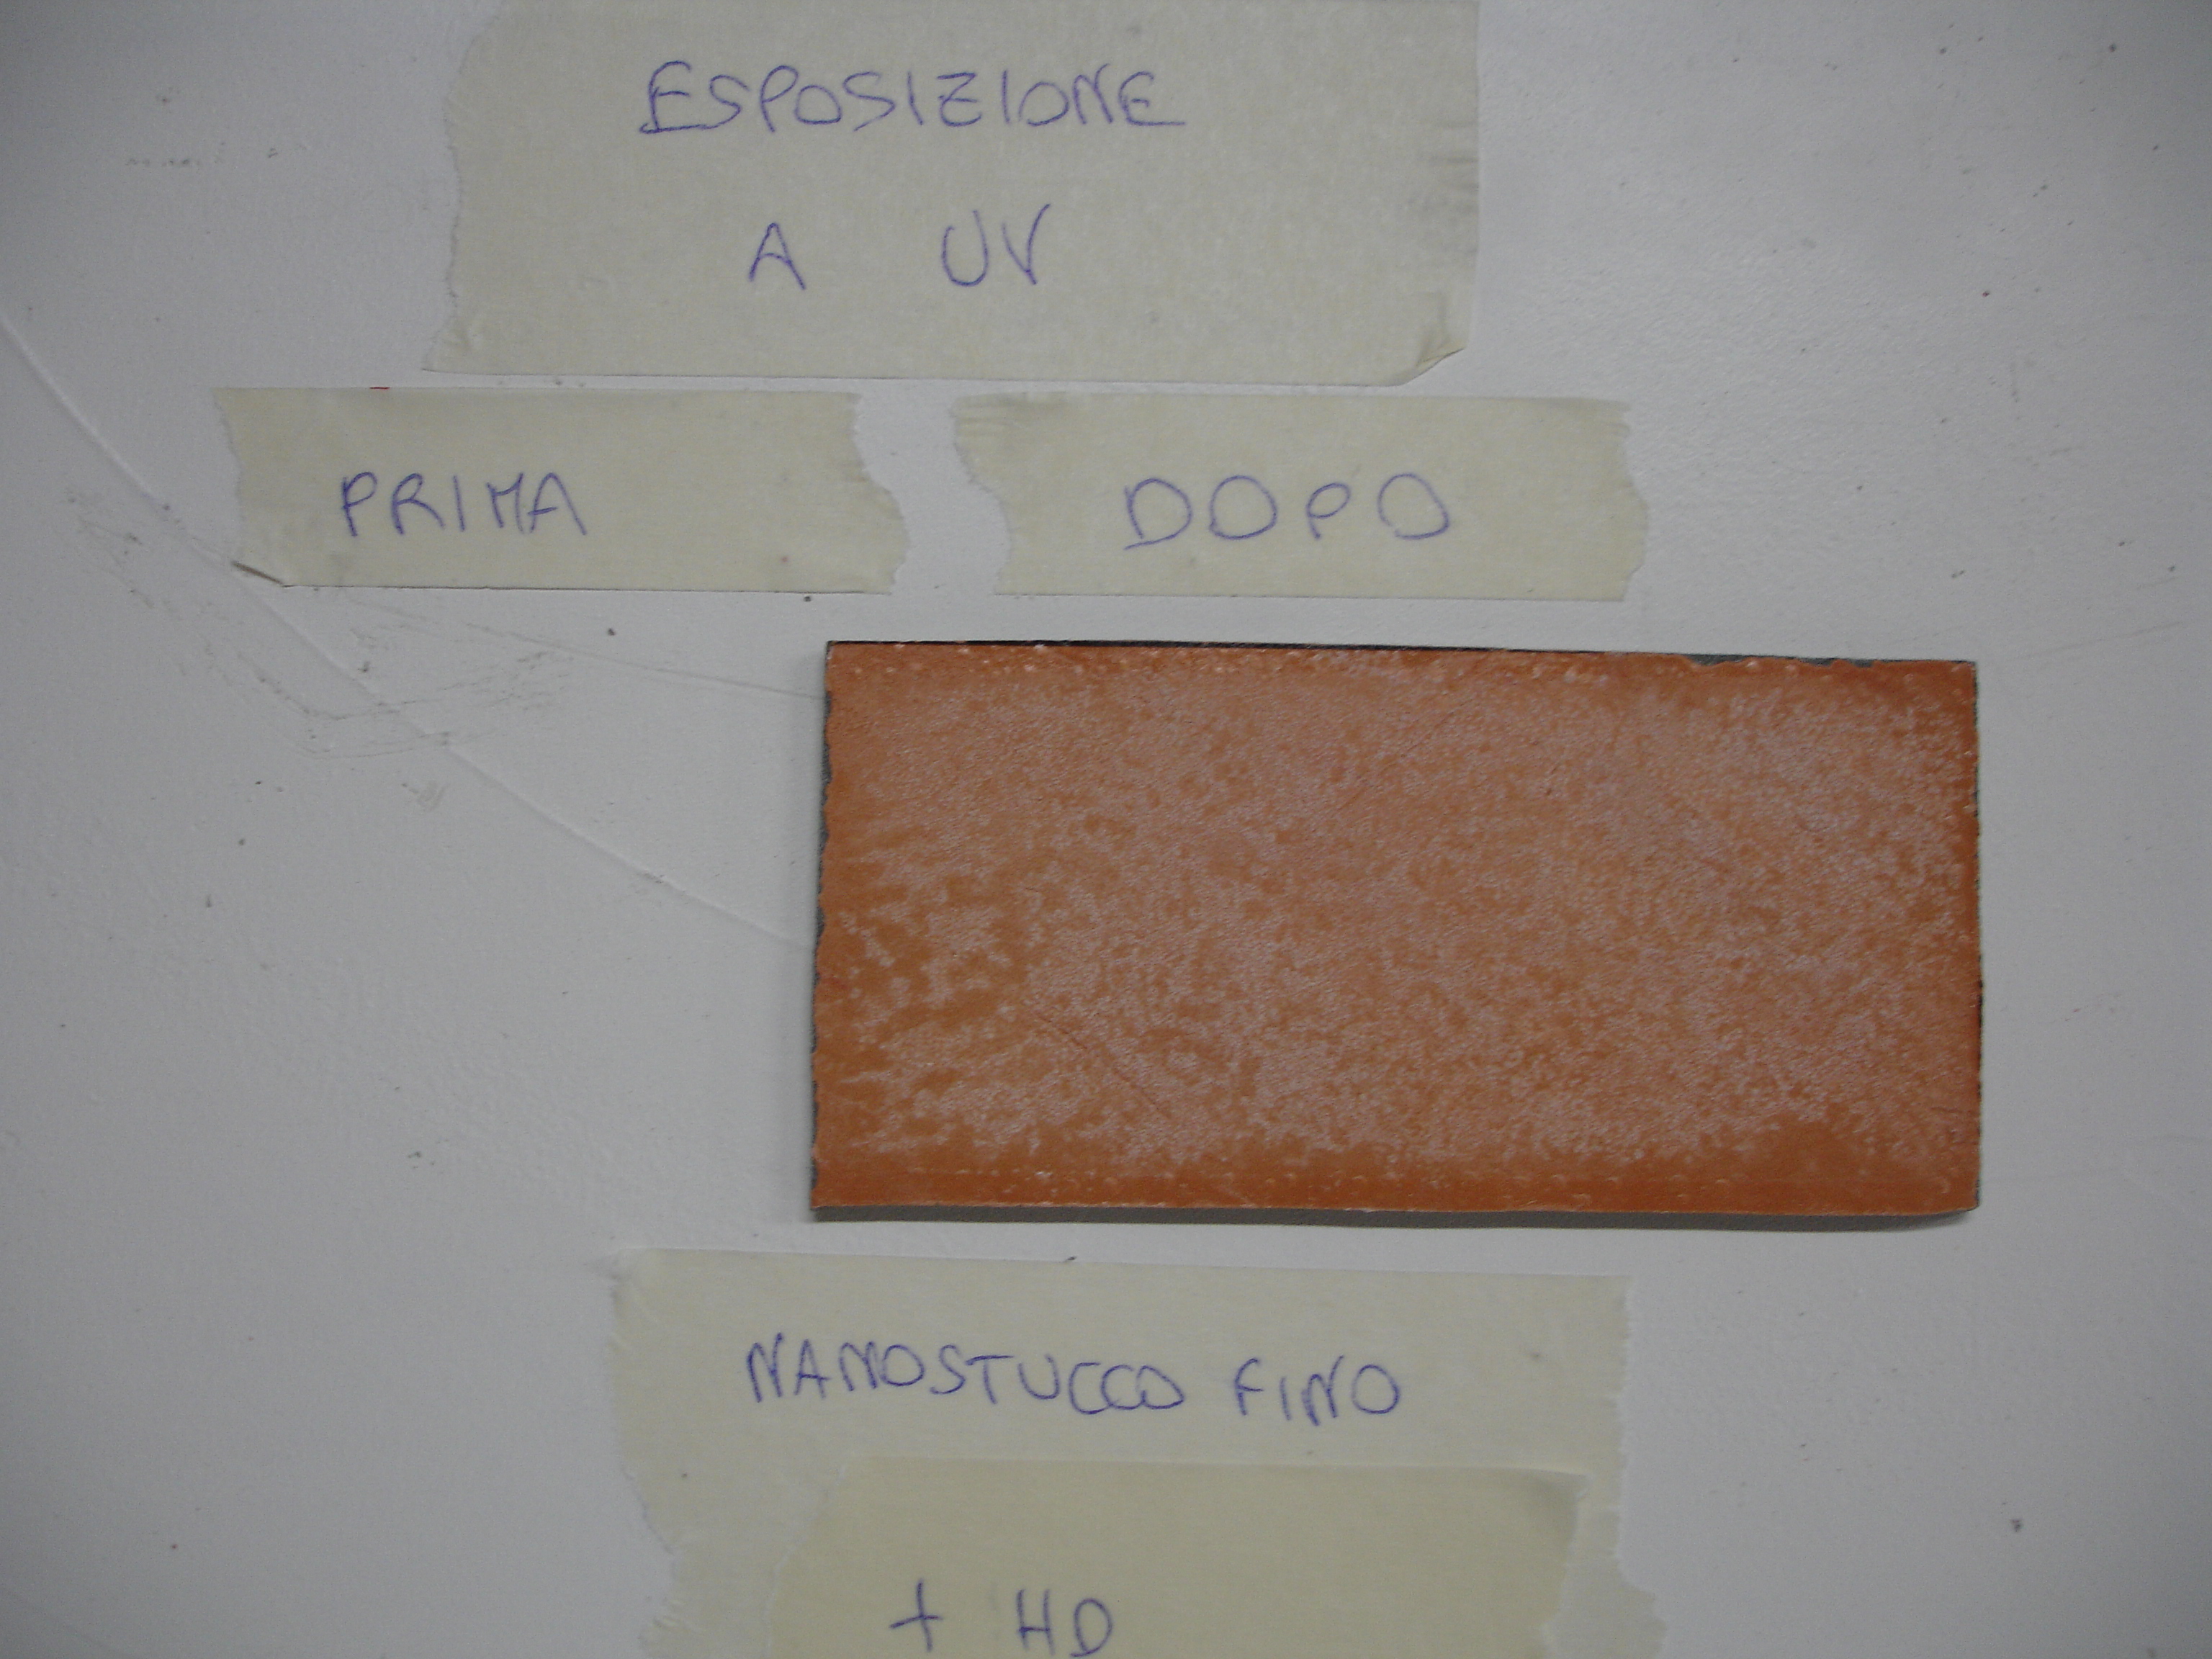 ESPOSIZIONE
A UV
PRIMA DOPO
NANOSTUCCO FINO
+ HD